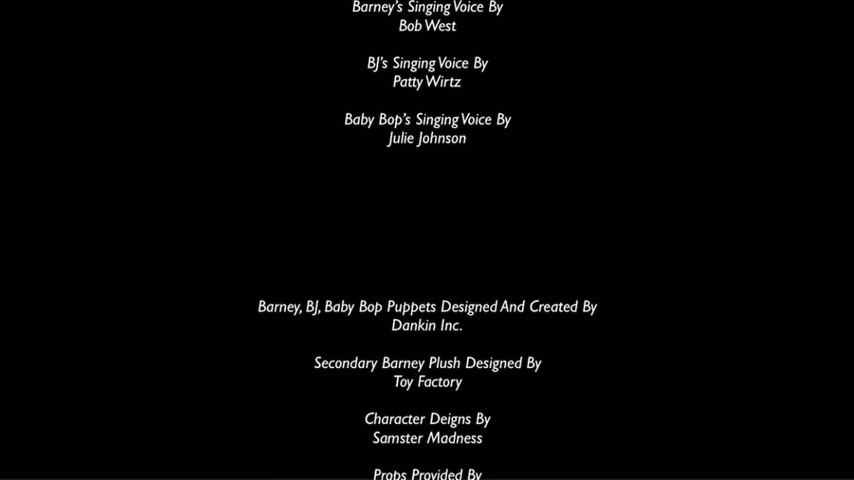 Barney's Singing Voice By
Bob West
BJ's Singing Voice By
Patty Wirtz
Baby Bop's Singing Voice By
Julie Johnson
Barney, BJ, Baby Bop Puppets Designed And Created By
Dankin Inc.
Secondary Barney Plush Designed By
Toy Factory
Character Deigns By
Samster Madness
Props Provided By